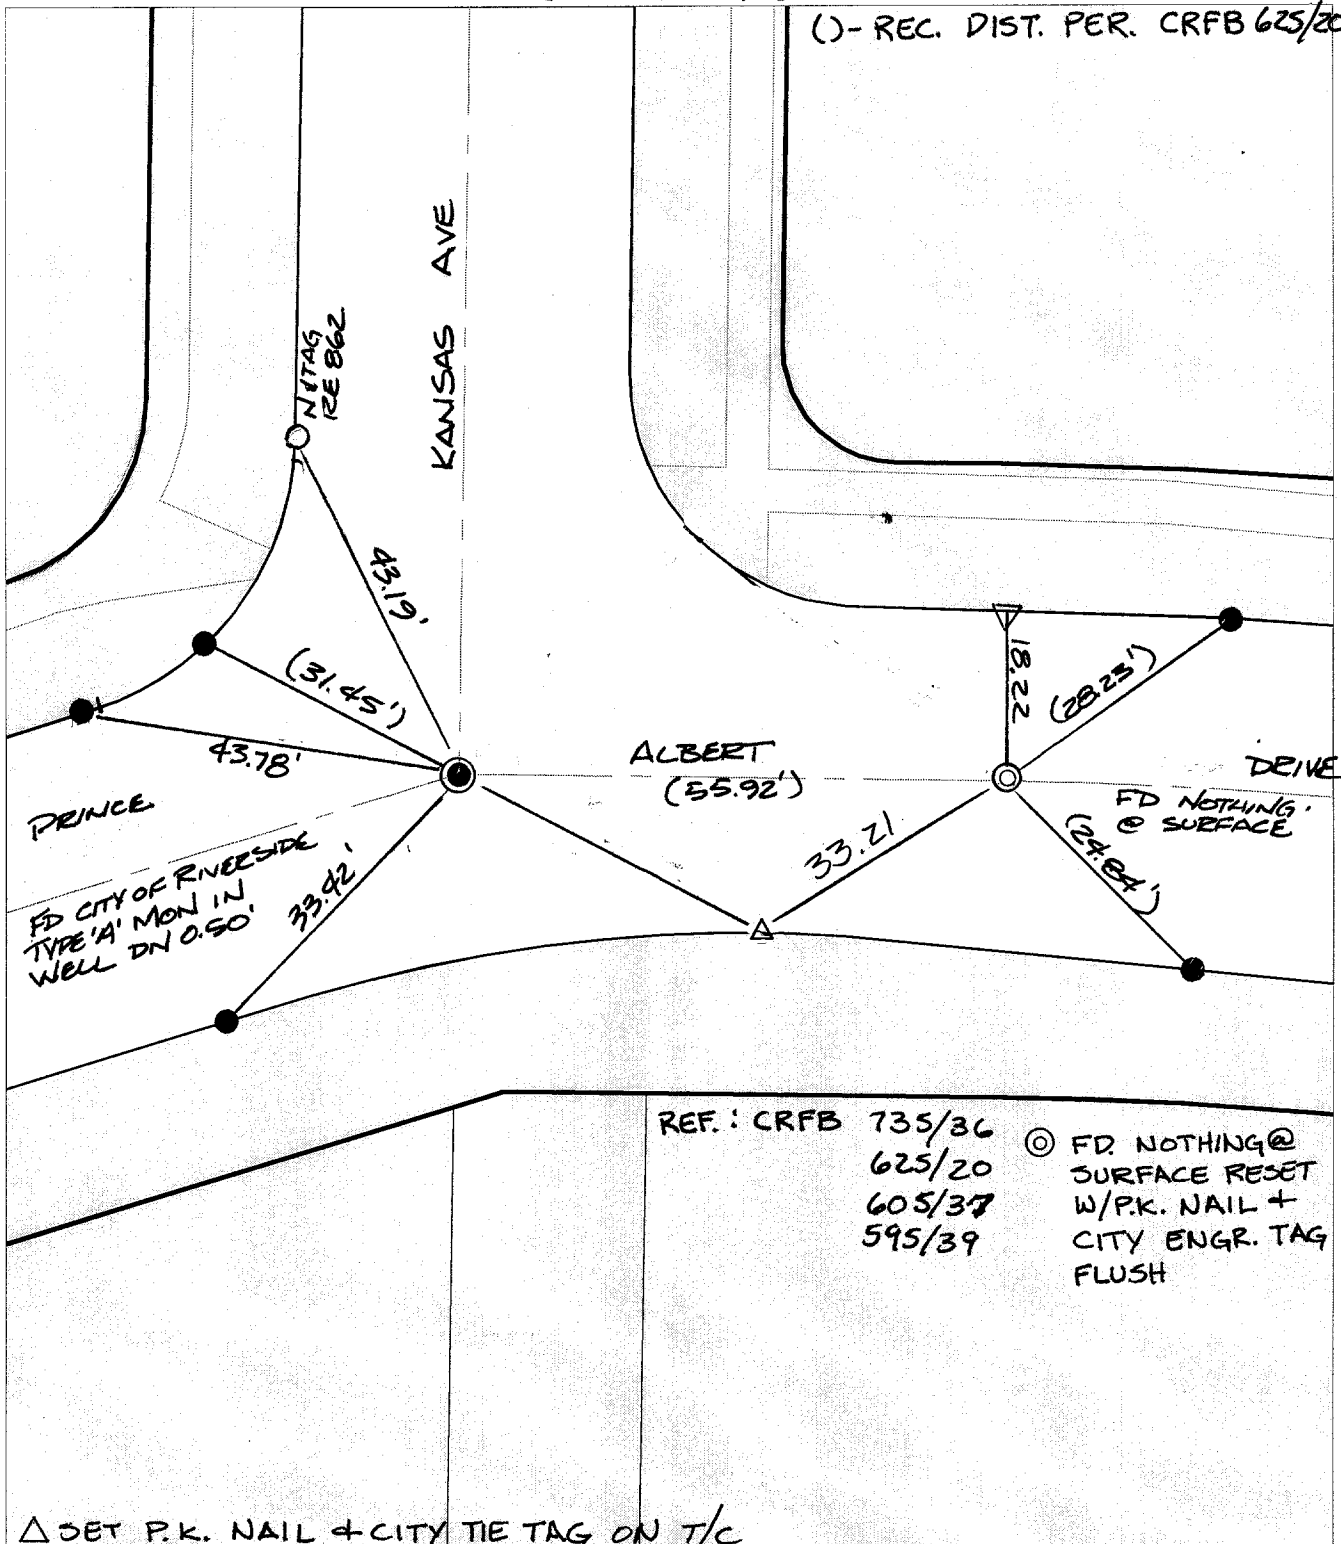 ()- REC. DIST. PER. CRFB 625/20
KANSAS AVE
N&TAG
RE 862
43.19'
(31.45')
43.78'
18.22
(28.23')
ALBERT
(55.92')
DRIVE
PRINCE
FD NOTHING
@ SURFACE
33.21
(24.84')
FD CITY OF RIVERSIDE
TYPE 'A' MON IN
WELL DN 0.50'
33.42'
REF.: CRFB 735/36
625/20
605/37
595/39
FD. NOTHING @
SURFACE RESET
W/P.K. NAIL &
CITY ENGR. TAG
FLUSH
△ SET P.K. NAIL & CITY TIE TAG ON T/C